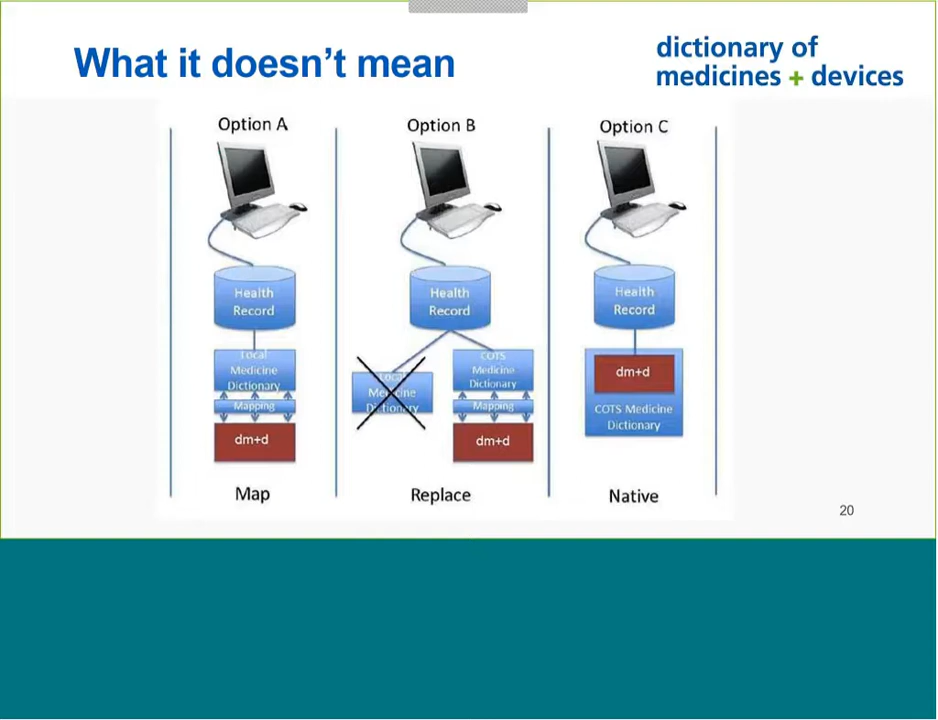 What it doesn't mean
dictionary of
medicines + devices
Option A
Health
Record
Local
Medicine
Dictionary
Mapping
dm+d
Map
Option B
Health
Record
Local
Medicine
Dictionary
COTS
Medicine
Dictionary
Mapping
dm+d
Replace
Option C
Health
Record
dm+d
COTS Medicine
Dictionary
Native
20